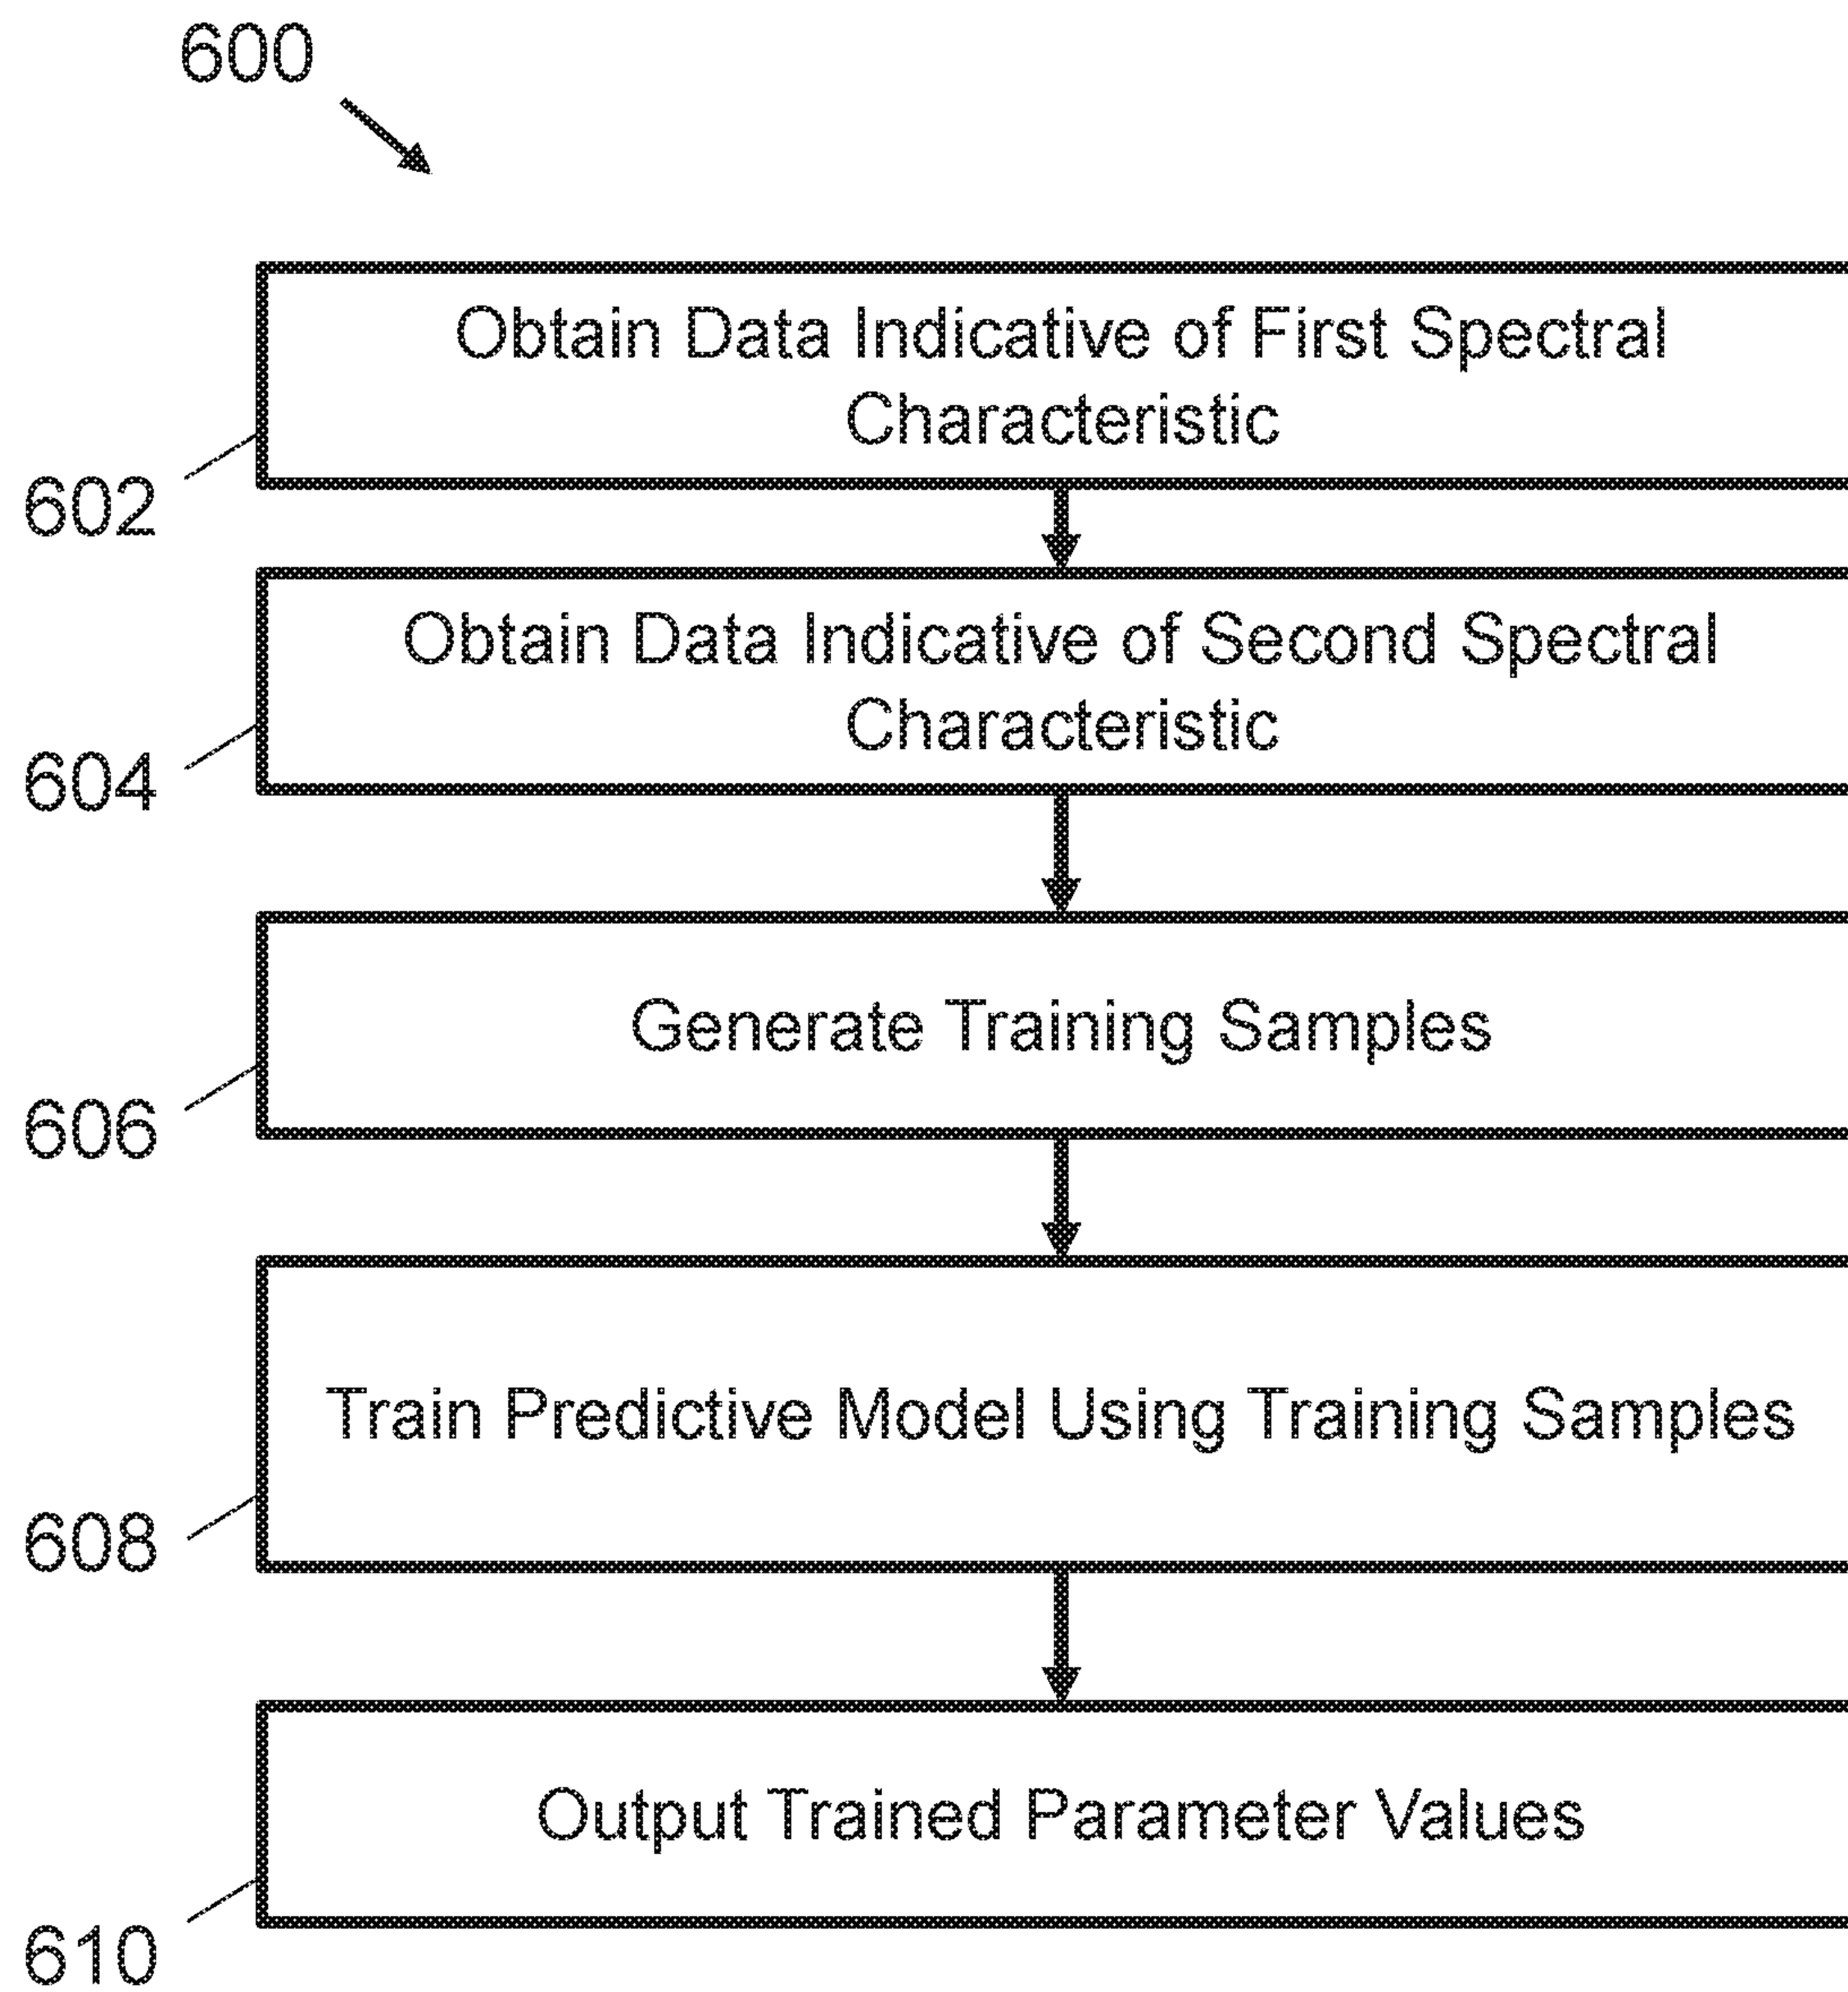 600
Obtain Data Indicative of First Spectral
Characteristic
602
Obtain Data Indicative of Second Spectral
Characteristic
604
Generate Training Samples
606
Train Predictive Model Using Training Samples
608
Output Trained Parameter Values
610